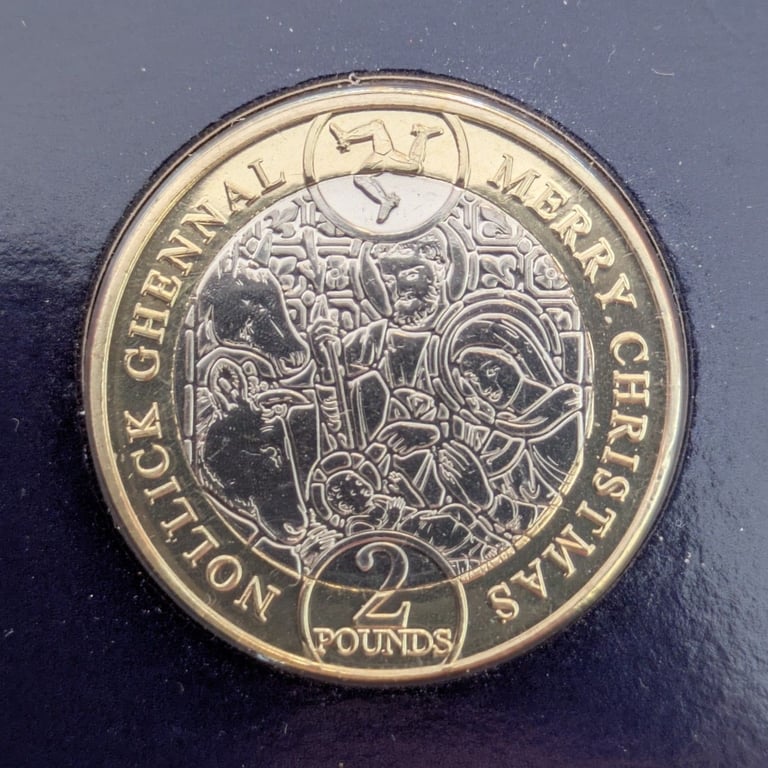 NOLLICK GHENNAL
MERRY CHRISTMAS
2
POUNDS